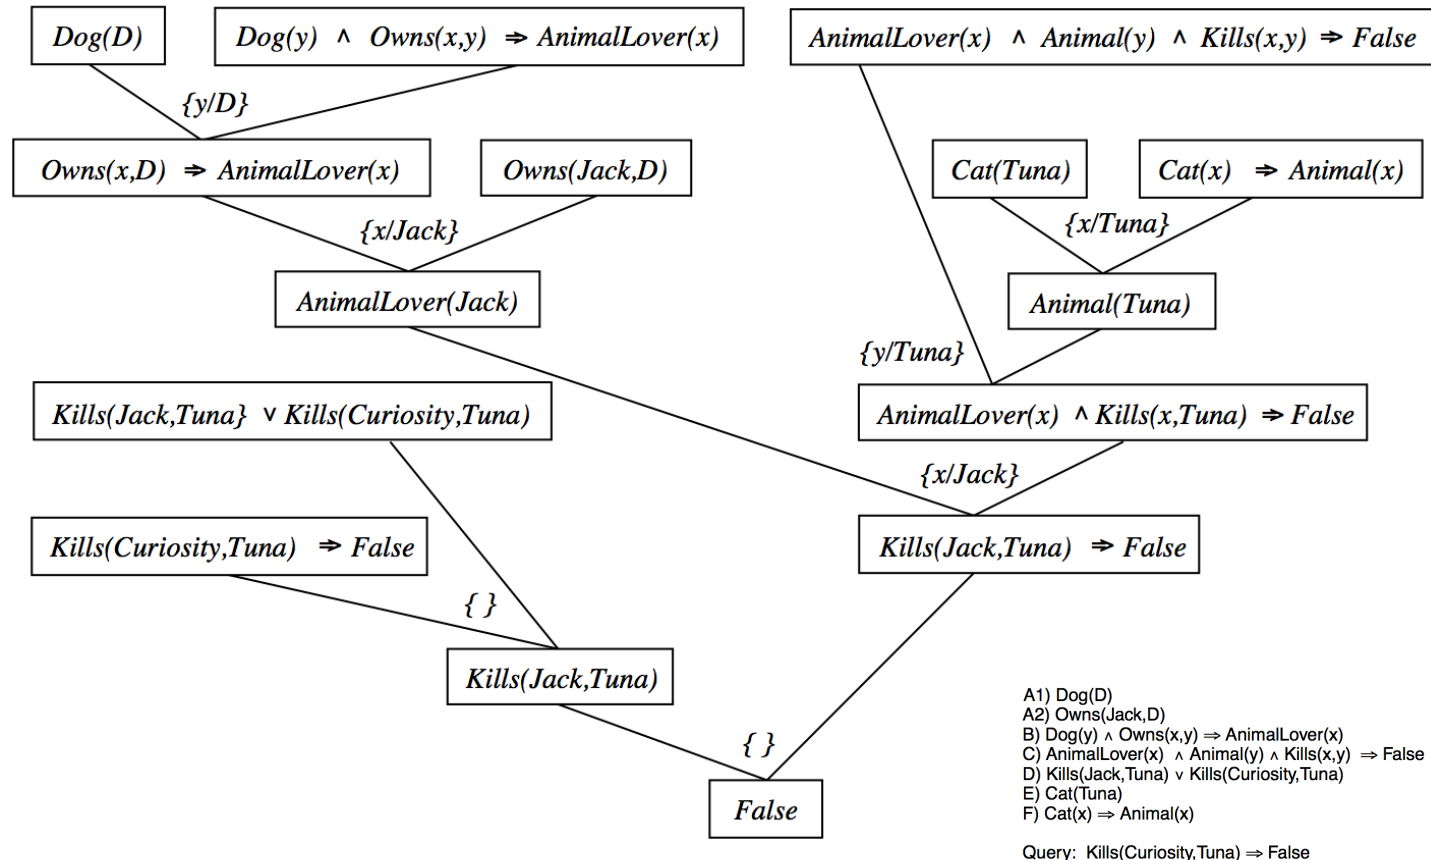 Dog(D)
Dog(y) ∧ Owns(x,y) ⇒ AnimalLover(x)
AnimalLover(x) ∧ Animal(y) ∧ Kills(x,y) ⇒ False
{y/D}
Owns(x,D) ⇒ AnimalLover(x)
Owns(Jack,D)
Cat(Tuna)
Cat(x) ⇒ Animal(x)
{x/Jack}
{x/Tuna}
AnimalLover(Jack)
Animal(Tuna)
{y/Tuna}
Kills(Jack,Tuna} ∨ Kills(Curiosity,Tuna)
AnimalLover(x) ∧ Kills(x,Tuna) ⇒ False
{x/Jack}
Kills(Curiosity,Tuna) ⇒ False
Kills(Jack,Tuna) ⇒ False
{ }
Kills(Jack,Tuna)
{ }
False
A1) Dog(D)
A2) Owns(Jack,D)
B) Dog(y) ∧ Owns(x,y) ⇒ AnimalLover(x)
C) AnimalLover(x) ∧ Animal(y) ∧ Kills(x,y) ⇒ False
D) Kills(Jack,Tuna) ∨ Kills(Curiosity,Tuna)
E) Cat(Tuna)
F) Cat(x) ⇒ Animal(x)
Query: Kills(Curiosity,Tuna) ⇒ False